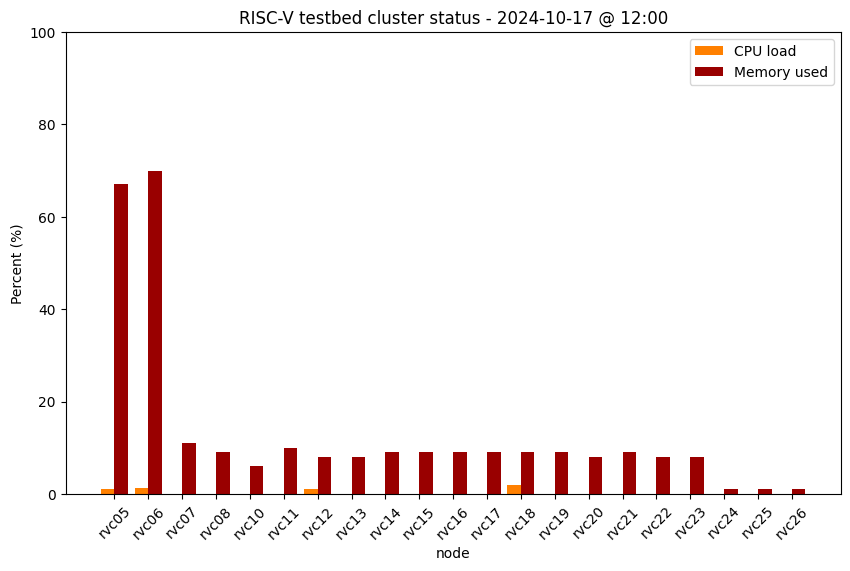 RISC-V testbed cluster status - 2024-10-17 @ 12:00
CPU load
Memory used
Percent (%)
100
80
60
40
20
0
rvc05 rvc06 rvc07 rvc08 rvc10 rvc11 rvc12 rvc13 rvc14 rvc15 rvc16 rvc17 rvc18 rvc19 rvc20 rvc21 rvc22 rvc23 rvc24 rvc25 rvc26
node